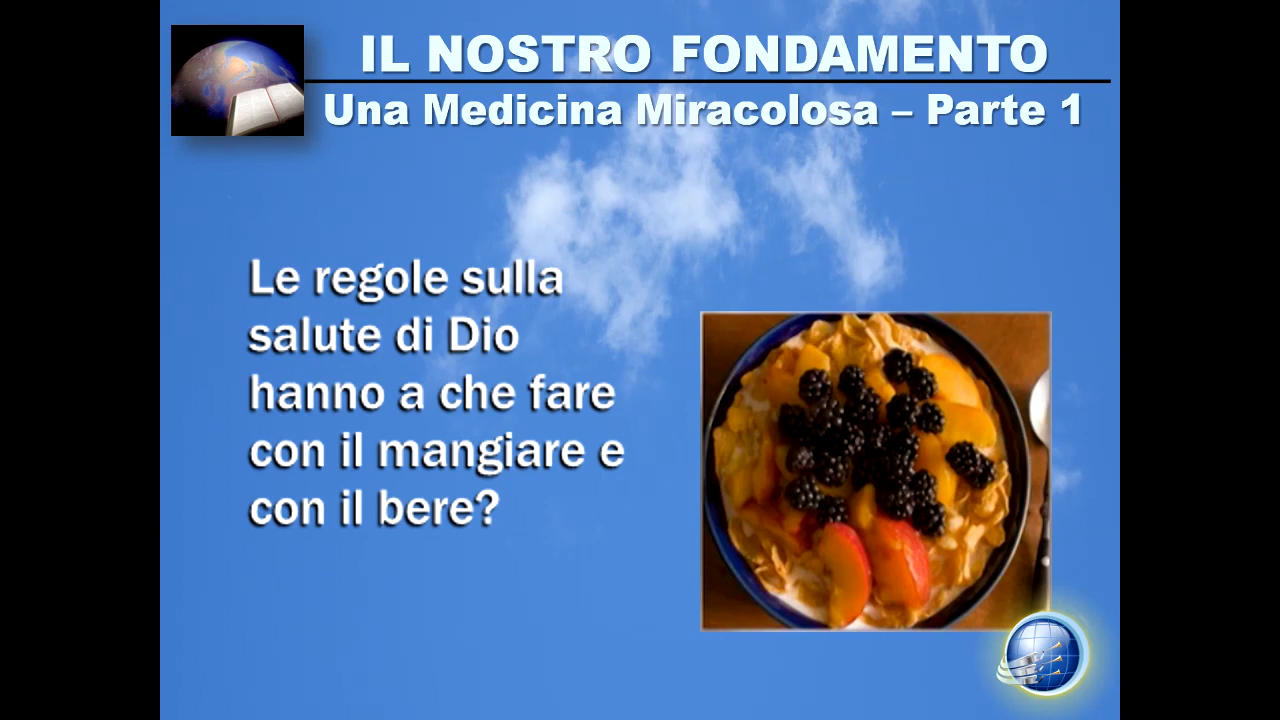 IL NOSTRO FONDAMENTO
Una Medicina Miracolosa – Parte 1
Le regole sulla
salute di Dio
hanno a che fare
con il mangiare e
con il bere?